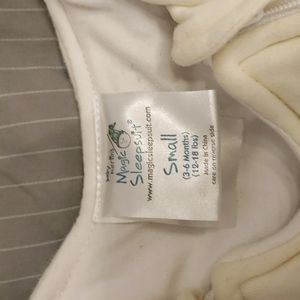 Magic
Sleepsuit®
www.magicsleepsuit.com
Small
(3-6 Months)
(12-18 lbs)
Made in China
care on reverse side